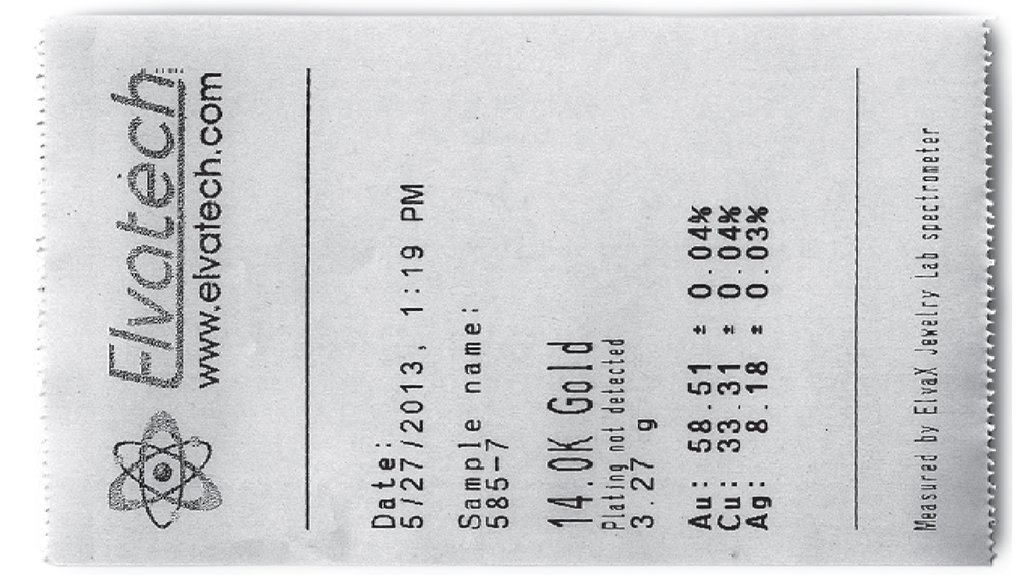 Elvatech
www.elvatech.com
Date:
5/27/2013, 1:19 PM
Sample name:
585-7
14.0K Gold
Plating not detected
3.27 g
Au: 58.51 ± 0.04%
Cu: 33.31 ± 0.04%
Ag: 8.18 ± 0.03%
Measured by ElvaX Jewelry Lab spectrometer